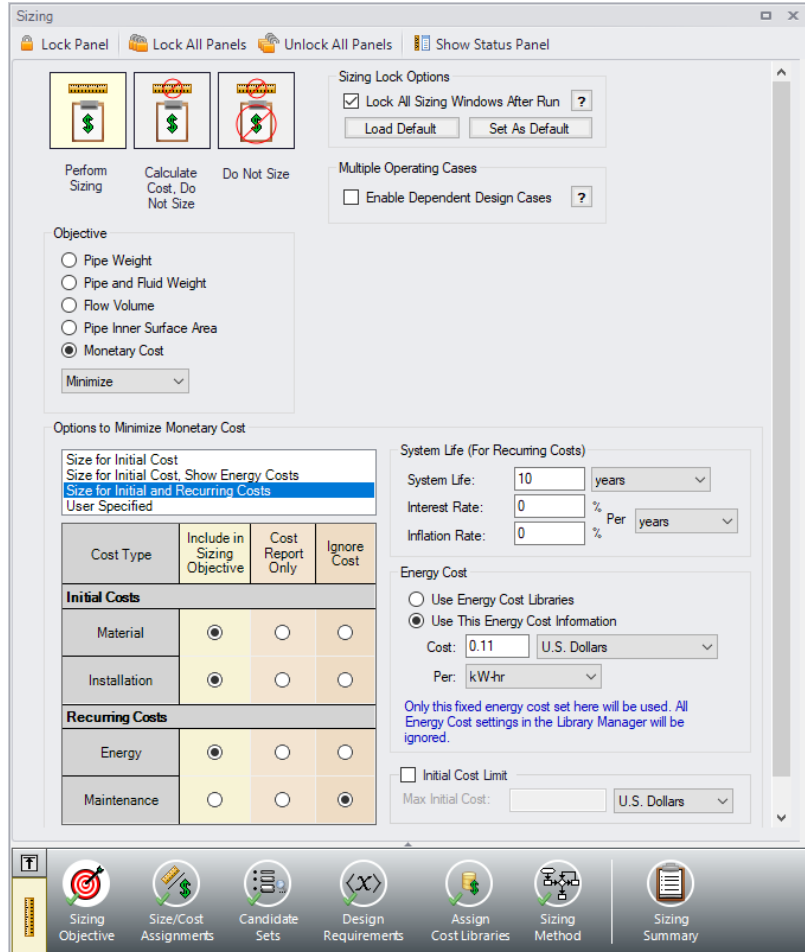 Sizing
Lock Panel Lock All Panels Unlock All Panels Show Status Panel
Perform
Sizing
Calculate
Cost, Do
Not Size
Do Not Size
Sizing Lock Options
Lock All Sizing Windows After Run ?
Load Default Set As Default
Multiple Operating Cases
Enable Dependent Design Cases ?
Objective
Pipe Weight
Pipe and Fluid Weight
Flow Volume
Pipe Inner Surface Area
Monetary Cost
Minimize
Options to Minimize Monetary Cost
Size for Initial Cost
Size for Initial Cost, Show Energy Costs
Size for Initial and Recurring Costs
User Specified
Cost Type
Include in
Sizing
Objective
Cost
Report
Only
Ignore
Cost
Initial Costs
Material
Installation
Recurring Costs
Energy
Maintenance
System Life (For Recurring Costs)
System Life: 10 years
Interest Rate: 0 %
Per years
Inflation Rate: 0 %
Energy Cost
Use Energy Cost Libraries
Use This Energy Cost Information
Cost: 0.11 U.S. Dollars
Per: kW-hr
Only this fixed energy cost set here will be used. All
Energy Cost settings in the Library Manager will be
ignored.
Initial Cost Limit
Max Initial Cost: U.S. Dollars
Sizing
Objective
Size/Cost
Assignments
Candidate
Sets
Design
Requirements
Assign
Cost Libraries
Sizing
Method
Sizing
Summary